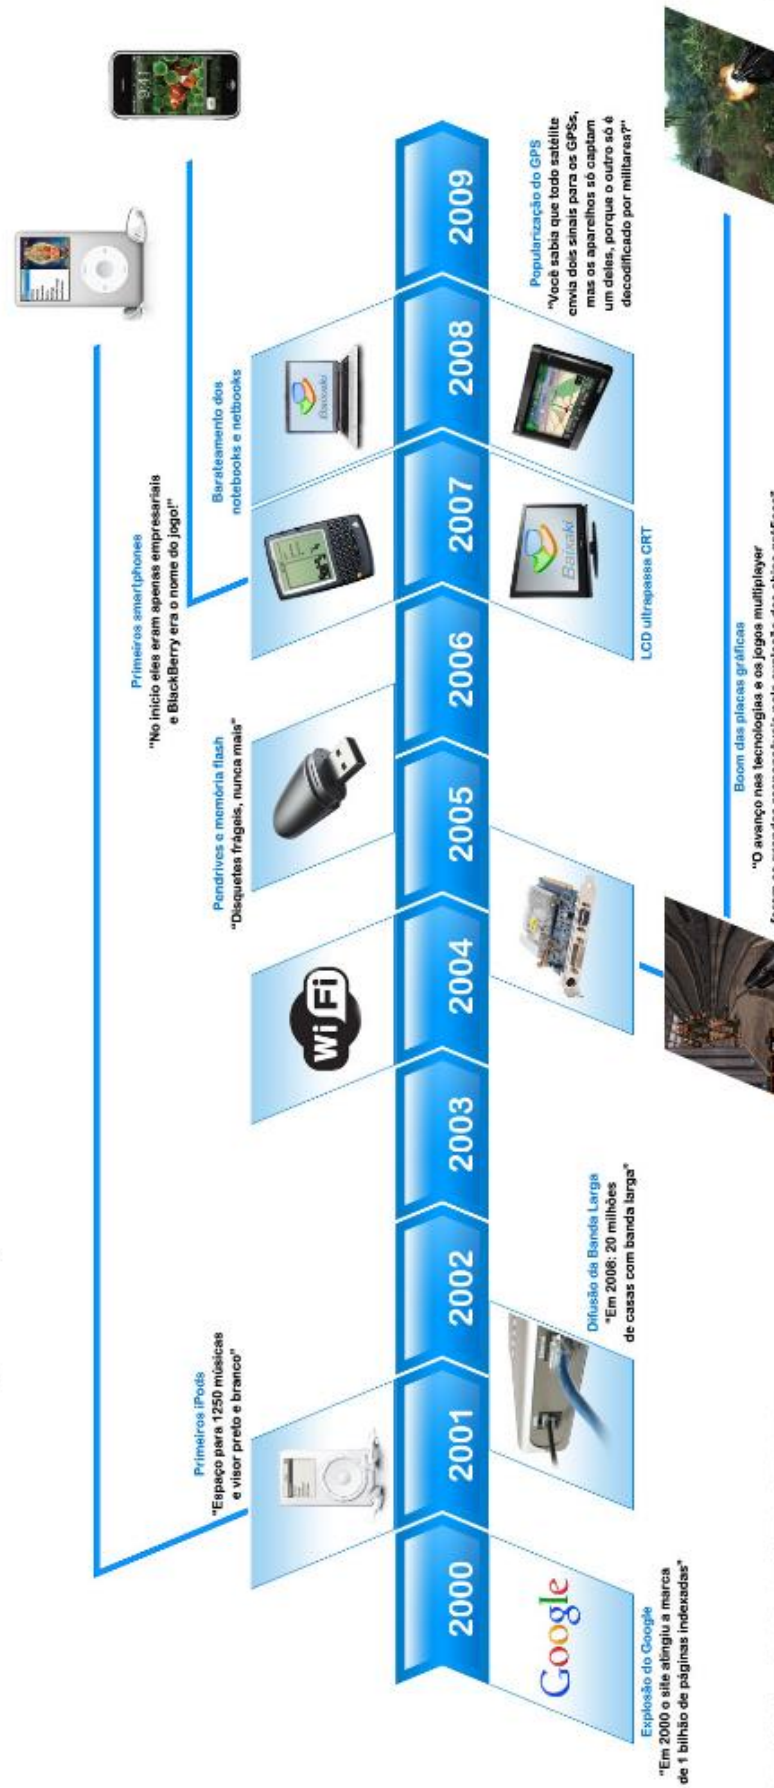 Primeiros smartphones
"No início eles eram apenas empresariais
e BlackBerry era o nome do jogo!"
Primeiros iPods
"Espaço para 1250 músicas
e visor preto e branco"
Pendrives e memória flash
"Disquetes frágeis, nunca mais"
Barateamento dos
notebooks e netbooks
9:41
Wi Fi
Baixaki
2000
2001
2002
2003
2004
2005
2006
2007
2008
2009
Google
Baixaki
Explosão do Google
"Em 2000 o site atingiu a marca
de 1 bilhão de páginas indexadas"
Difusão da Banda Larga
"Em 2008: 20 milhões
de casas com banda larga"
LCD ultrapassa CRT
Popularização do GPS
"Você sabia que todo satélite
envia dois sinais para os GPSs,
mas os aparelhos só captam
um deles, porque o outro só é
decodificado por militares?"
Boom das placas gráficas
"O avanço nas tecnologias e os jogos multiplayer